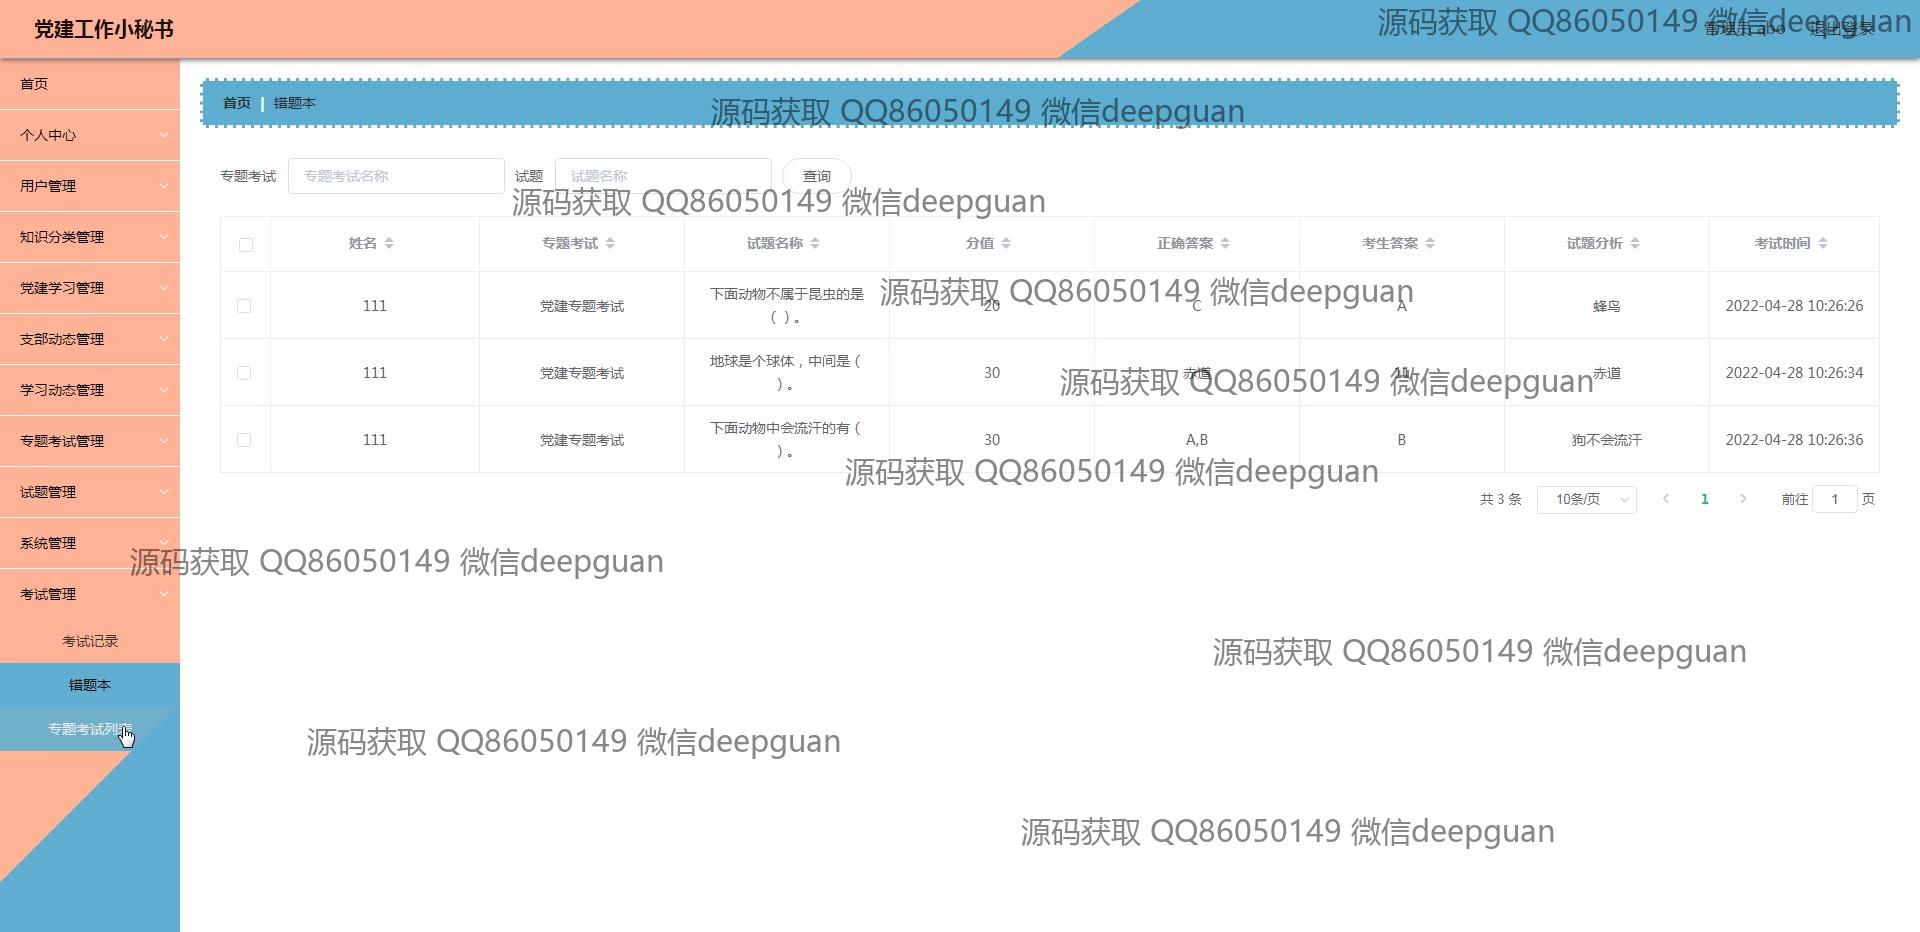 党建工作小秘书
源码获取 QQ86050149 微信deepguan
管理员 abo 退出登录
首页
个人中心
用户管理
知识分类管理
党建学习管理
支部动态管理
学习动态管理
专题考试管理
试题管理
系统管理
考试管理
考试记录
错题本
专题考试列表
首页 | 错题本
源码获取 QQ86050149 微信deepguan
专题考试 专题考试名称 试题 试题名称 查询
源码获取 QQ86050149 微信deepguan
姓名 专题考试 试题名称 分值 正确答案 考生答案 试题分析 考试时间
111 党建专题考试 下面动物不属于昆虫的是
( ) 。
20 C A 蜂鸟 2022-04-28 10:26:26
源码获取 QQ86050149 微信deepguan
111 党建专题考试 地球是个球体，中间是 (
) 。
30 赤道 赤道 2022-04-28 10:26:34
源码获取 QQ86050149 微信deepguan
111 党建专题考试 下面动物中会流汗的有 (
) 。
30 A,B B 狗不会流汗 2022-04-28 10:26:36
源码获取 QQ86050149 微信deepguan
共 3 条 10条/页 1 前往 1 页
源码获取 QQ86050149 微信deepguan
源码获取 QQ86050149 微信deepguan
源码获取 QQ86050149 微信deepguan
源码获取 QQ86050149 微信deepguan